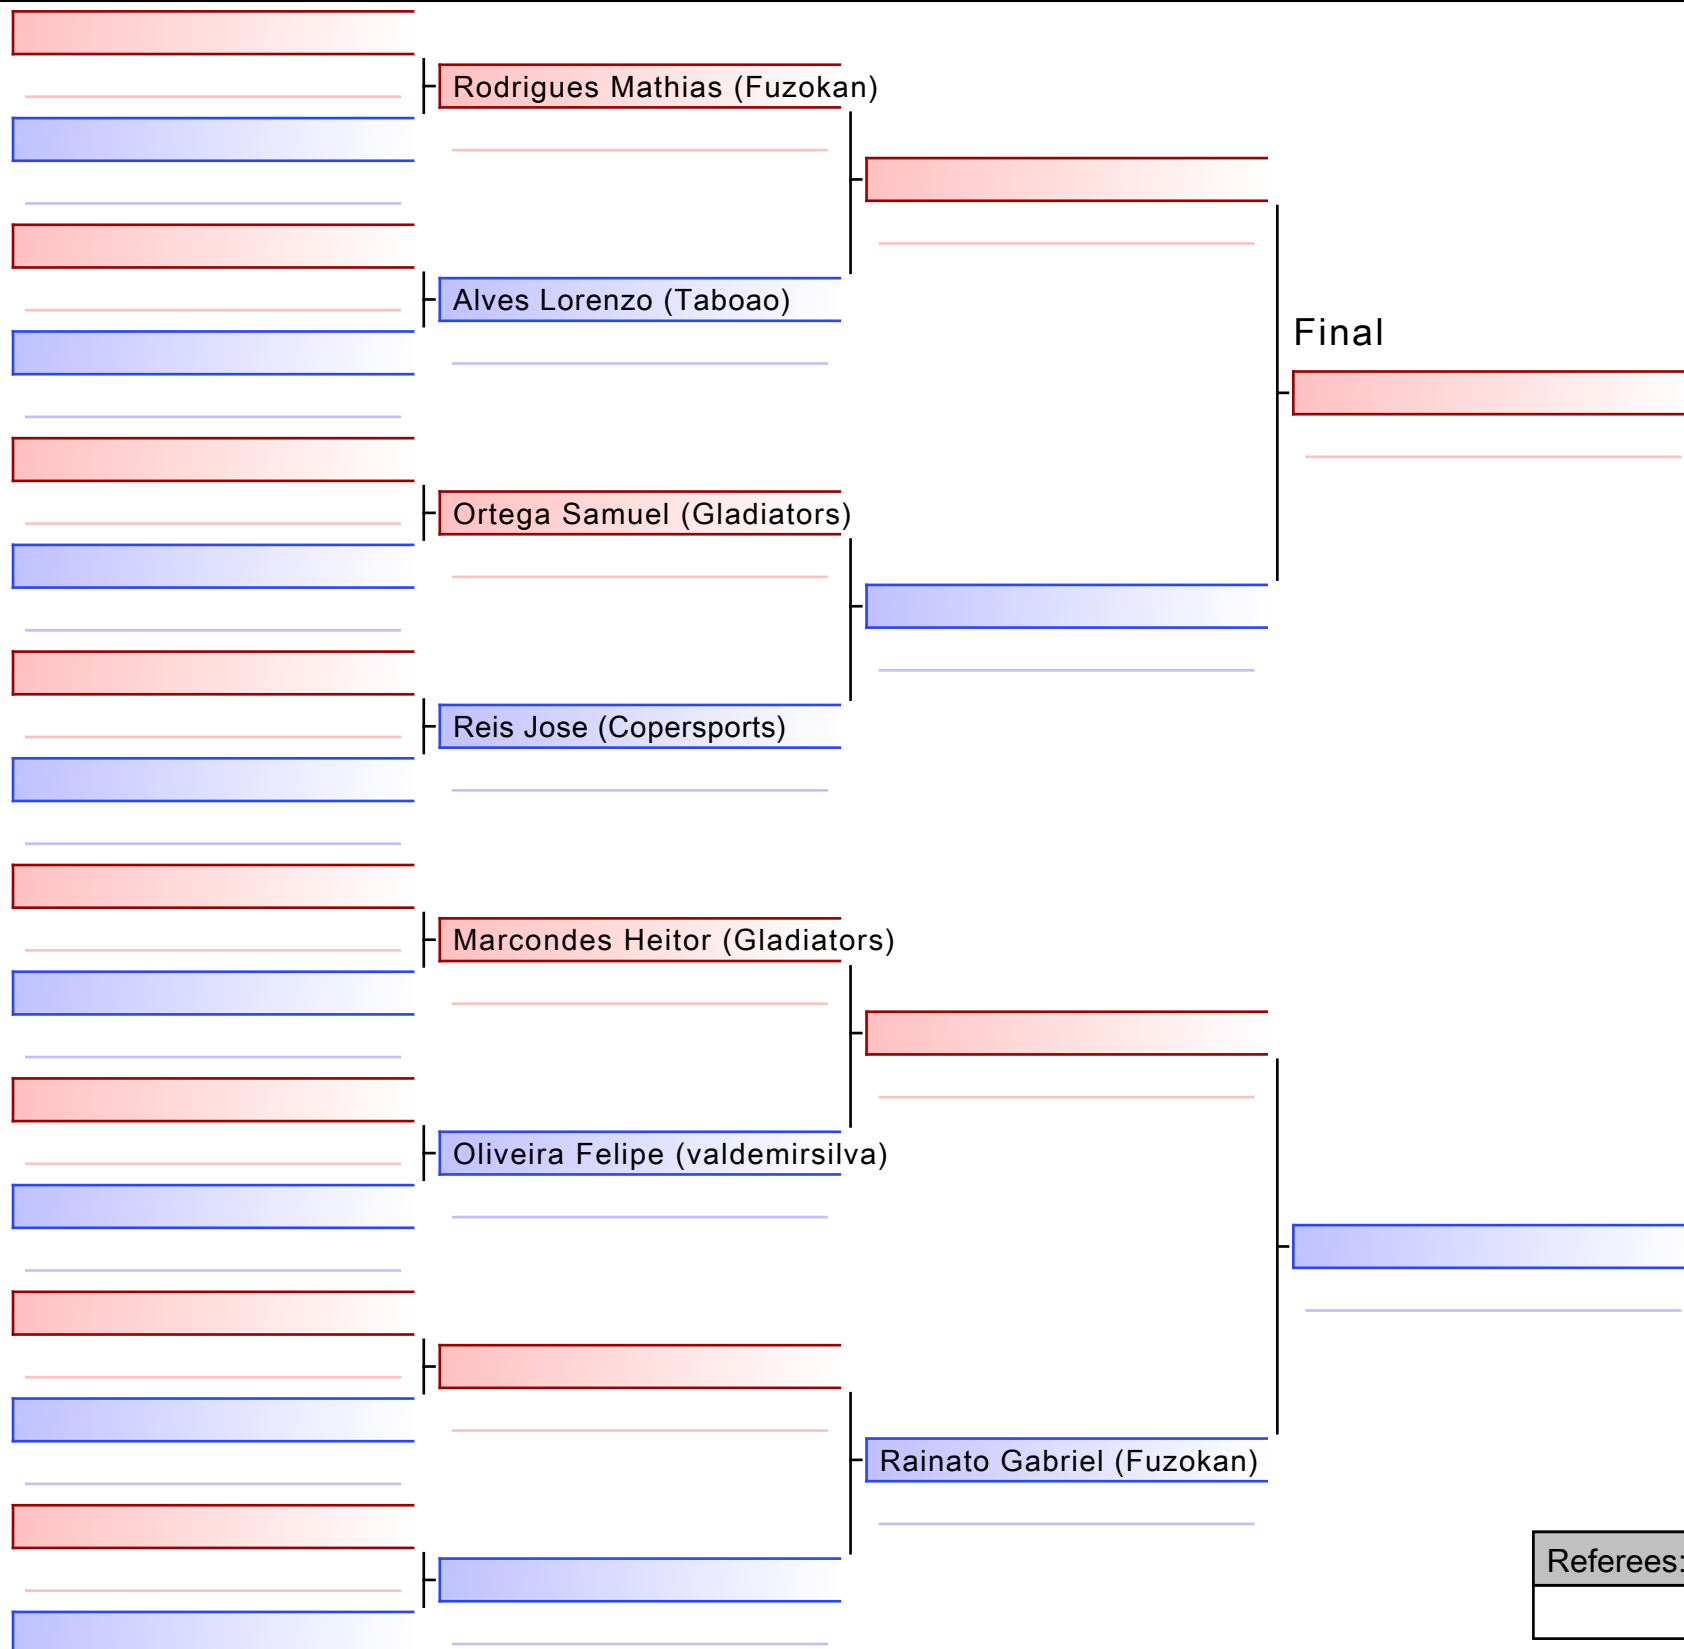 Rodrigues Mathias (Fuzokan)
Alves Lorenzo (Taboao)
Final
Ortega Samuel (Gladiators)
Reis Jose (Copersports)
Marcondes Heitor (Gladiators)
Oliveira Felipe (valdemirsilva)
Rainato Gabriel (Fuzokan)
Referees: